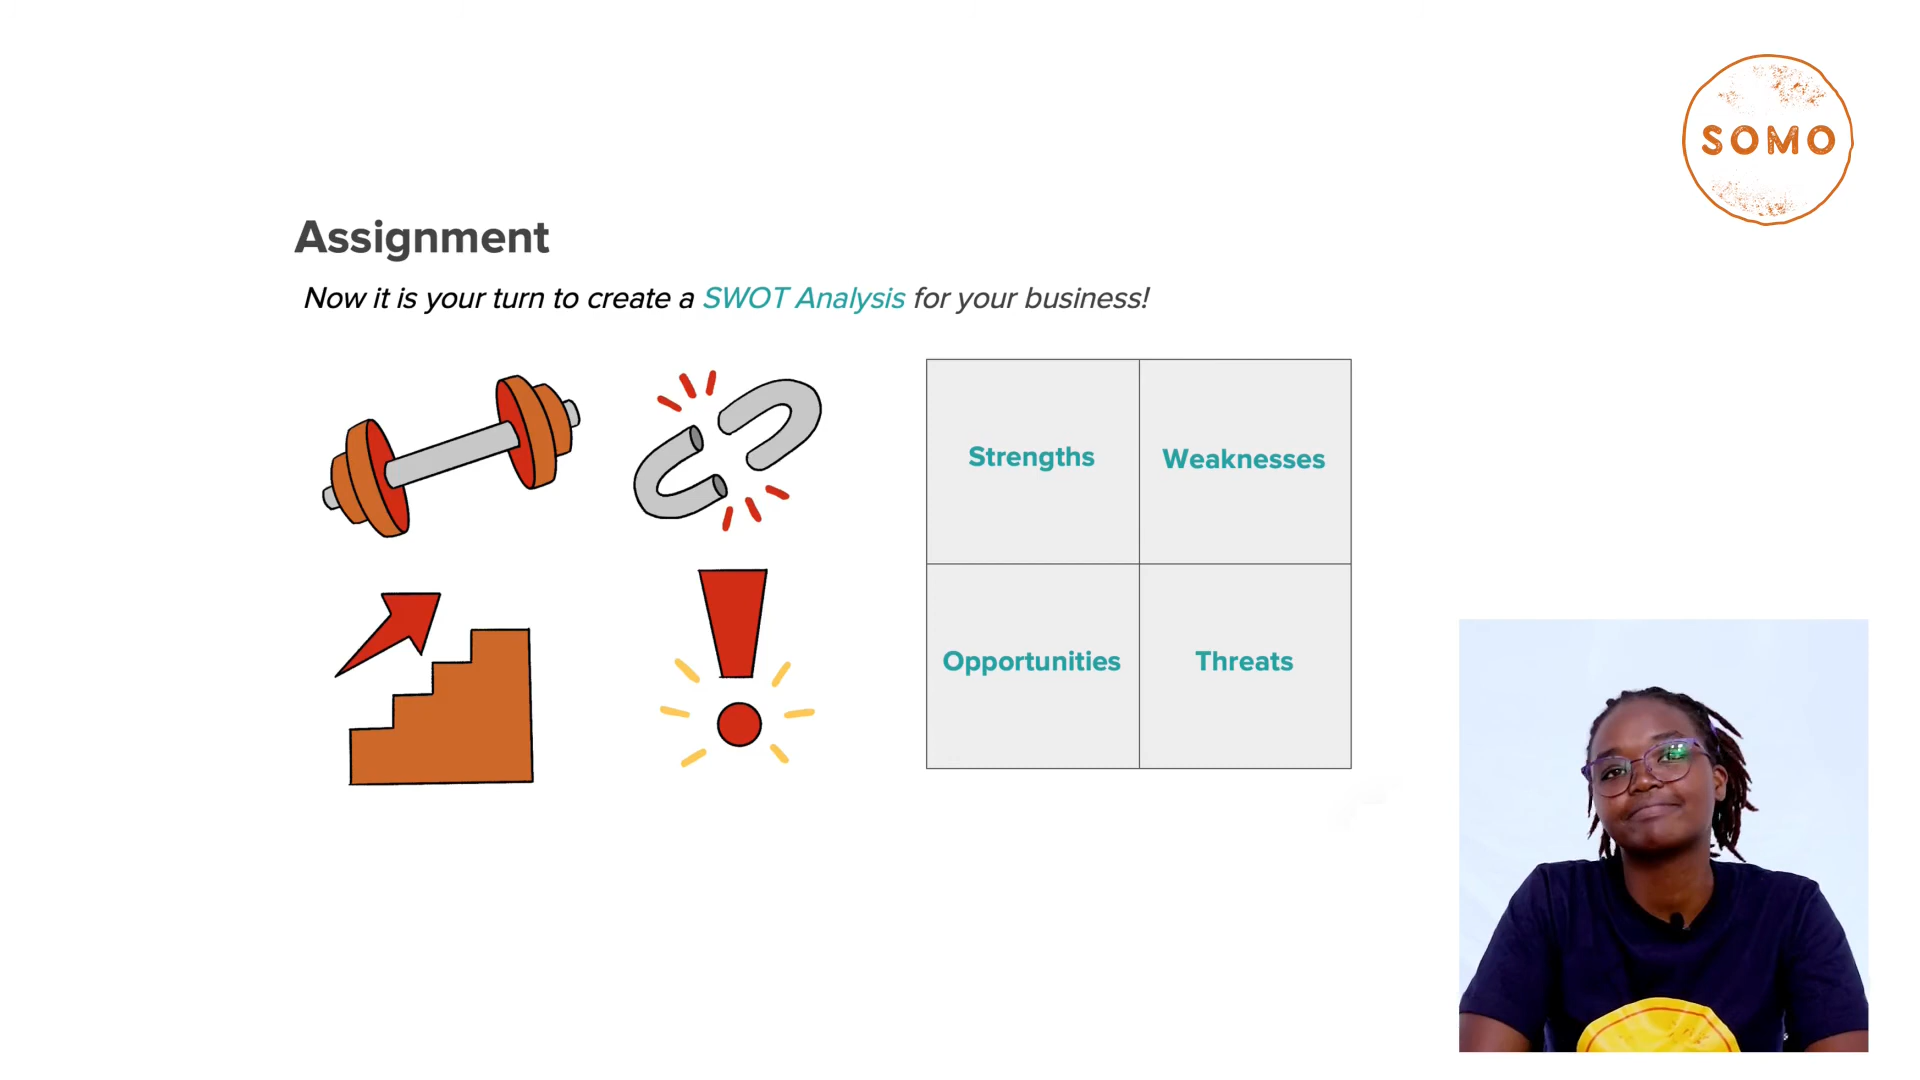 SOMO
Assignment
Now it is your turn to create a SWOT Analysis for your business!
Strengths
Weaknesses
Opportunities
Threats